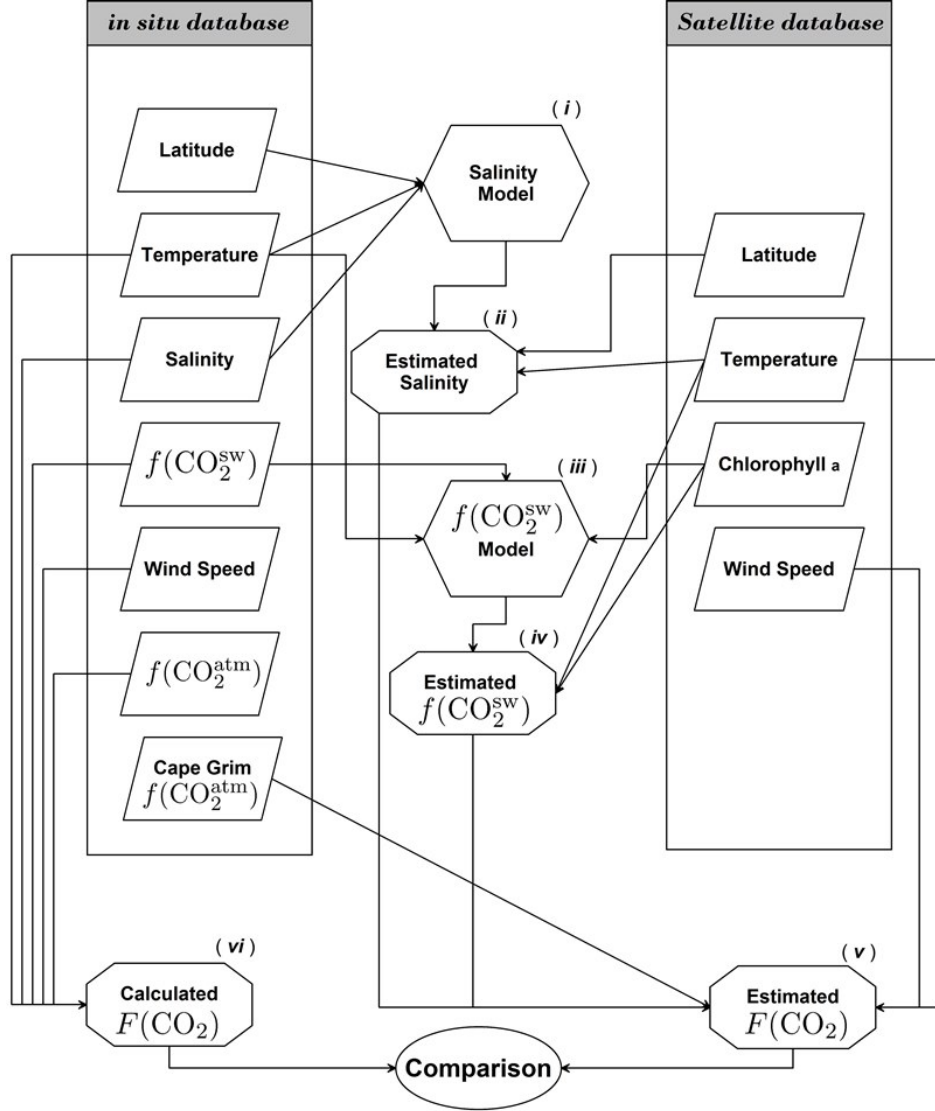 in situ database
Satellite database
( i )
Latitude
Salinity
Model
Temperature
Latitude
( ii )
Salinity
Estimated
Salinity
Temperature
f(CO₂ˢʷ)
( iii )
Chlorophyll a
f(CO₂ˢʷ)
Model
Wind Speed
Wind Speed
( iv )
f(CO₂ᵃᵗᵐ)
Estimated
f(CO₂ˢʷ)
Cape Grim
f(CO₂ᵃᵗᵐ)
( vi )
( v )
Calculated
F(CO₂)
Estimated
F(CO₂)
Comparison